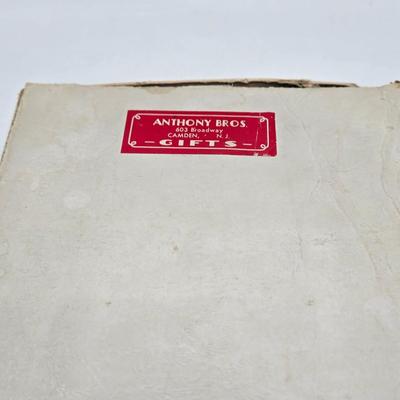 ANTHONY BROS.
603 Broadway
CAMDEN, N. J.
- GIFTS -